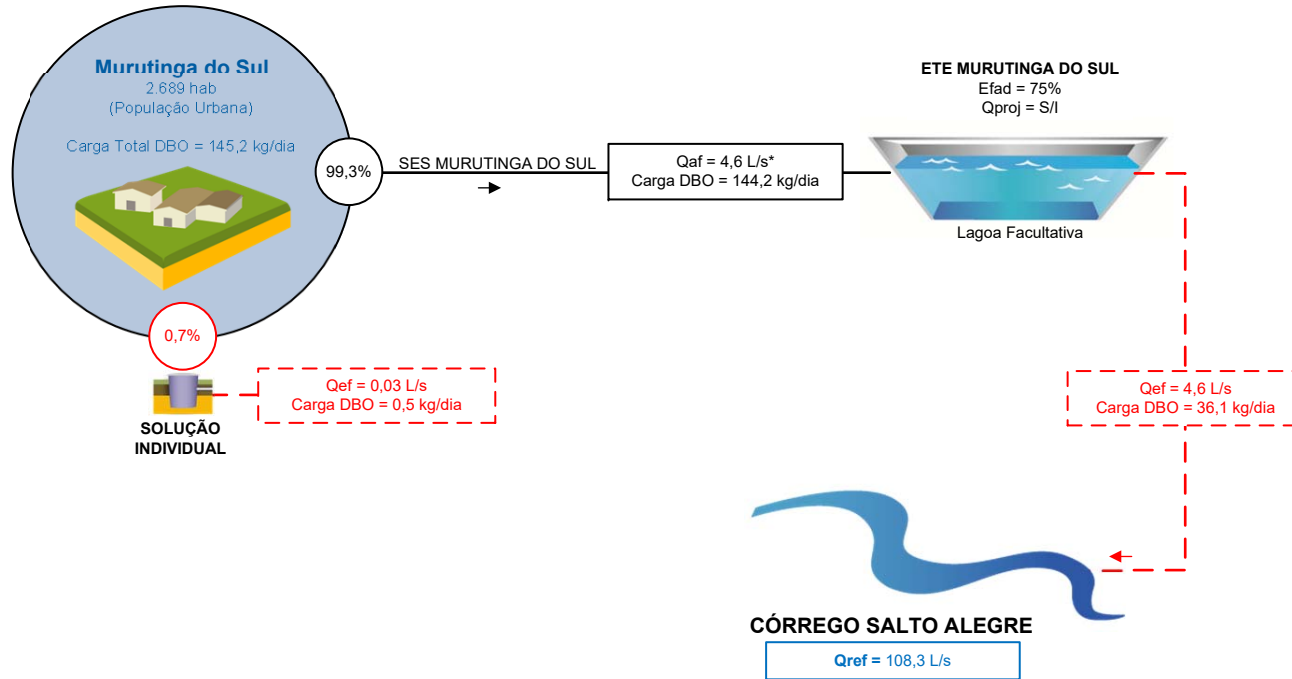 Murutinga do Sul
2.689 hab
(População Urbana)
Carga Total DBO = 145,2 kg/dia
99,3%
SES MURUTINGA DO SUL
Qaf = 4,6 L/s*
Carga DBO = 144,2 kg/dia
ETE MURUTINGA DO SUL
Efad = 75%
Qproj = S/I
Lagoa Facultativa
0,7%
SOLUÇÃO
INDIVIDUAL
Qef = 0,03 L/s
Carga DBO = 0,5 kg/dia
Qef = 4,6 L/s
Carga DBO = 36,1 kg/dia
CÓRREGO SALTO ALEGRE
Qref = 108,3 L/s